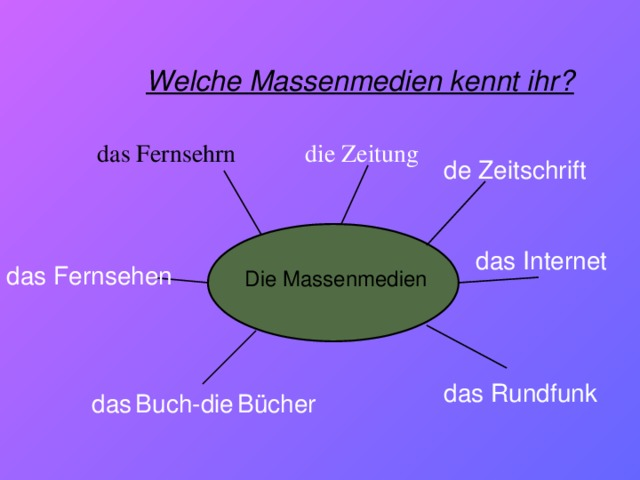 Welche Massenmedien kennt ihr?
das Fernsehrn
die Zeitung
de Zeitschrift
das Internet
das Fernsehen
Die Massenmedien
das Rundfunk
das Buch-die Bücher